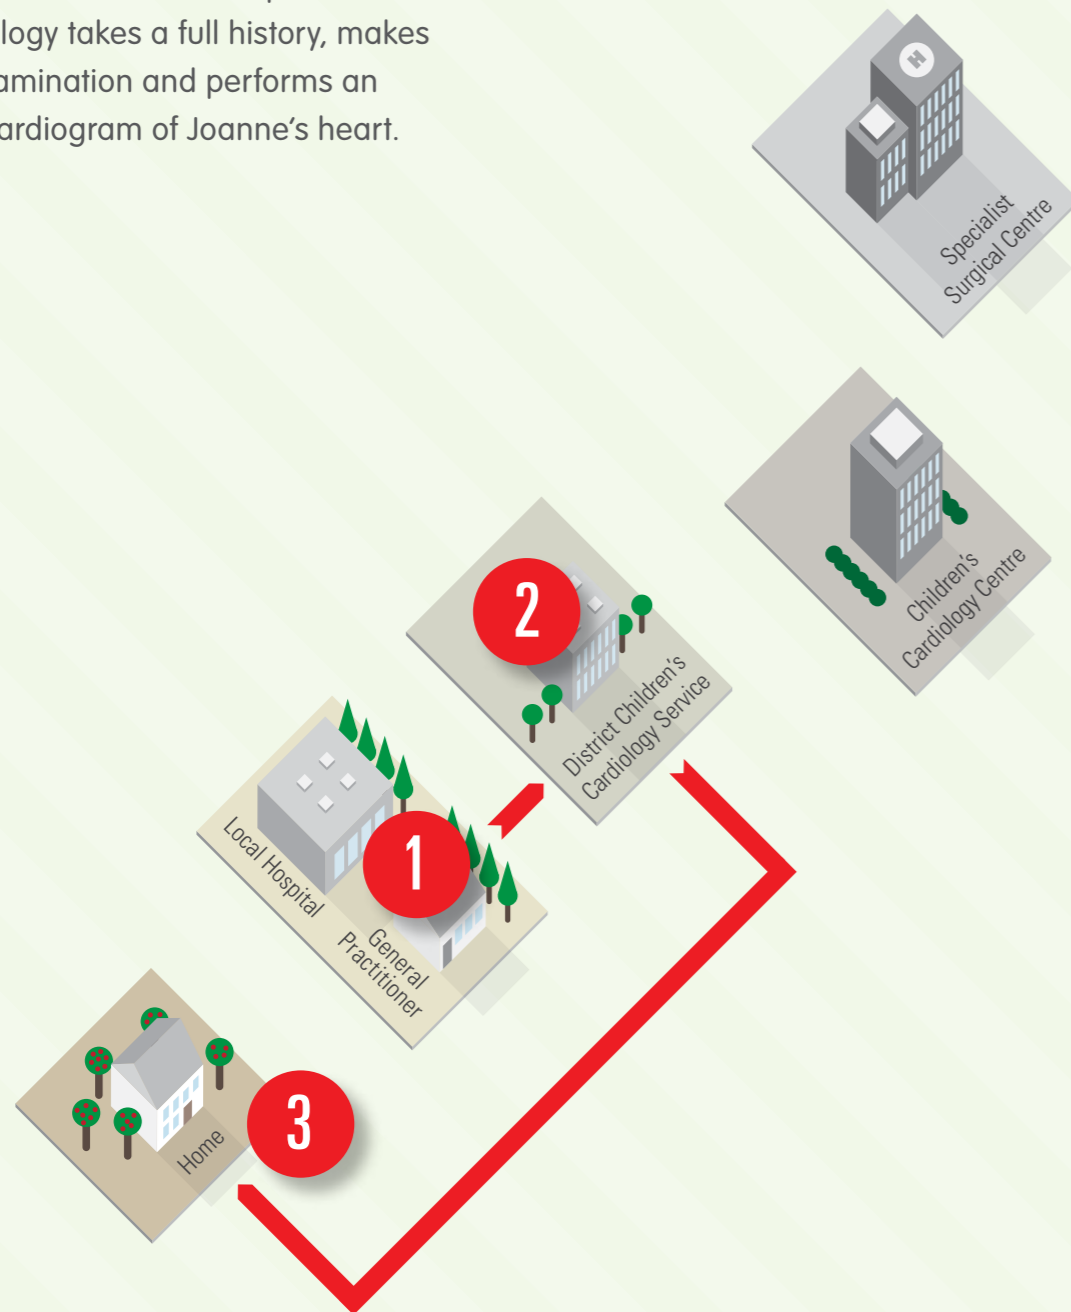 logy takes a full history, makes
amination and performs an
ardiogram of Joanne's heart.
H
Specialist
Surgical Centre
Children's
Cardiology Centre
2
District Children's
Cardiology Service
Local Hospital
1
General
Practitioner
Home
3